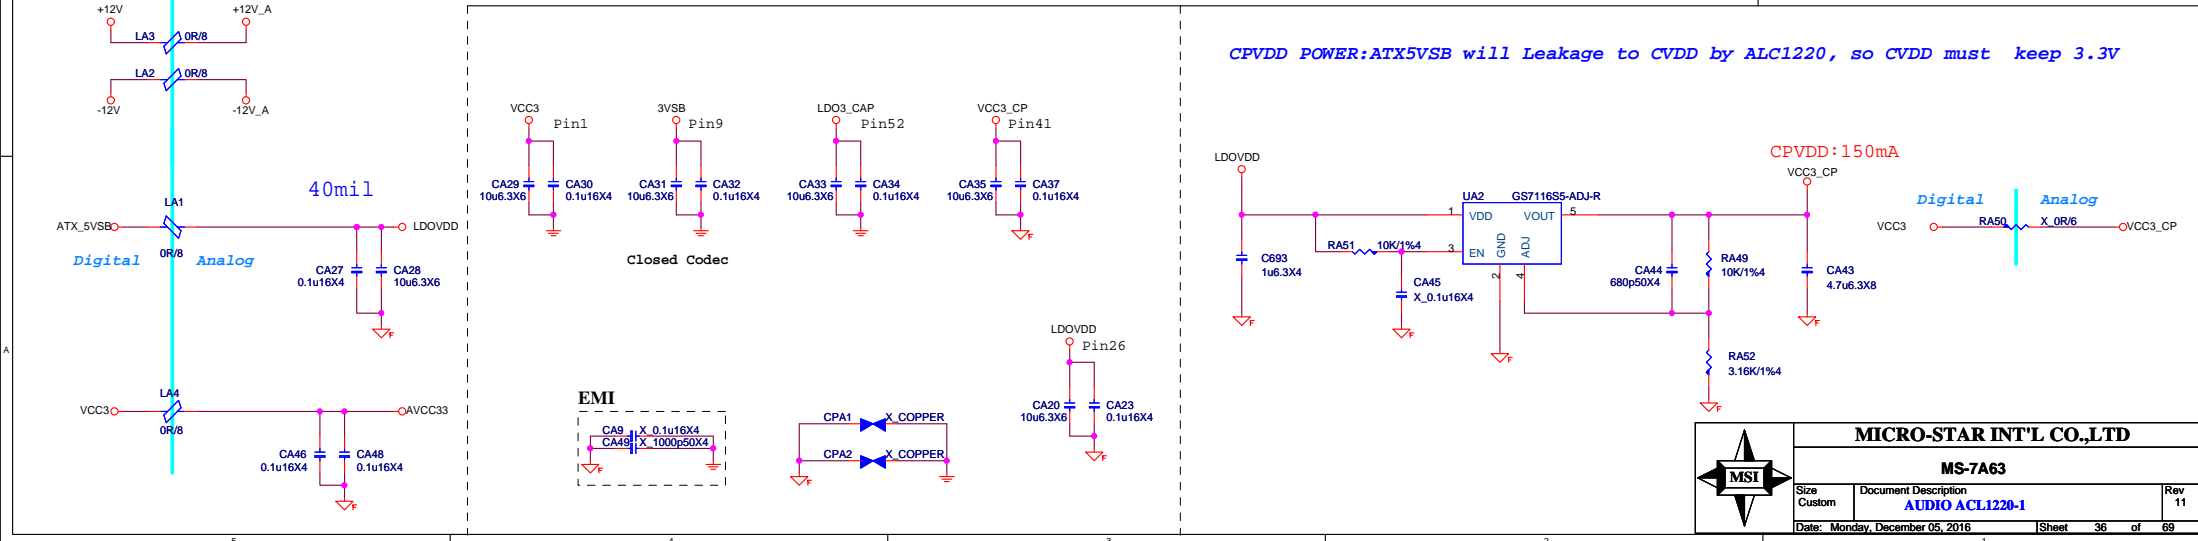 +12V
+12V_A
LA3
0R/8
LA2
0R/8
-12V
-12V_A
40mil
LA1
ATX_5VSB
LDOVDD
0R/8
Digital
Analog
CA27
0.1u16X4
CA28
10u6.3X6
LA4
VCC3
AVCC33
0R/8
CA46
0.1u16X4
CA48
0.1u16X4
A
VCC3
Pin1
CA29
10u6.3X6
CA30
0.1u16X4
3VSB
Pin9
CA31
10u6.3X6
CA32
0.1u16X4
LDO3_CAP
Pin52
CA33
10u6.3X6
CA34
0.1u16X4
VCC3_CP
Pin41
CA35
10u6.3X6
CA37
0.1u16X4
Closed Codec
EMI
CA9
X_0.1u16X4
CA49
X_1000p50X4
CPA1
X_COPPER
CPA2
X_COPPER
LDOVDD
Pin26
CA20
10u6.3X6
CA23
0.1u16X4
F
F
F
F
F
F
CPVDD POWER:ATX5VSB will Leakage to CVDD by ALC1220, so CVDD must keep 3.3V
LDOVDD
C693
1u6.3X4
RA51
10K/1%4
CA45
X_0.1u16X4
UA2
GS7116S5-ADJ-R
1
VDD
VOUT
5
3
EN
GND
ADJ
2
4
CPVDD:150mA
VCC3_CP
CA44
680p50X4
RA49
10K/1%4
CA43
4.7u6.3X8
RA52
3.16K/1%4
F
F
F
F
F
Digital
Analog
VCC3
RA50
X_0R/6
VCC3_CP
MSI
MICRO-STAR INT'L CO.,LTD
MS-7A63
Size
Custom
Document Description
AUDIO ACL1220-1
Rev
11
Date: Monday, December 05, 2016
Sheet 36 of 69